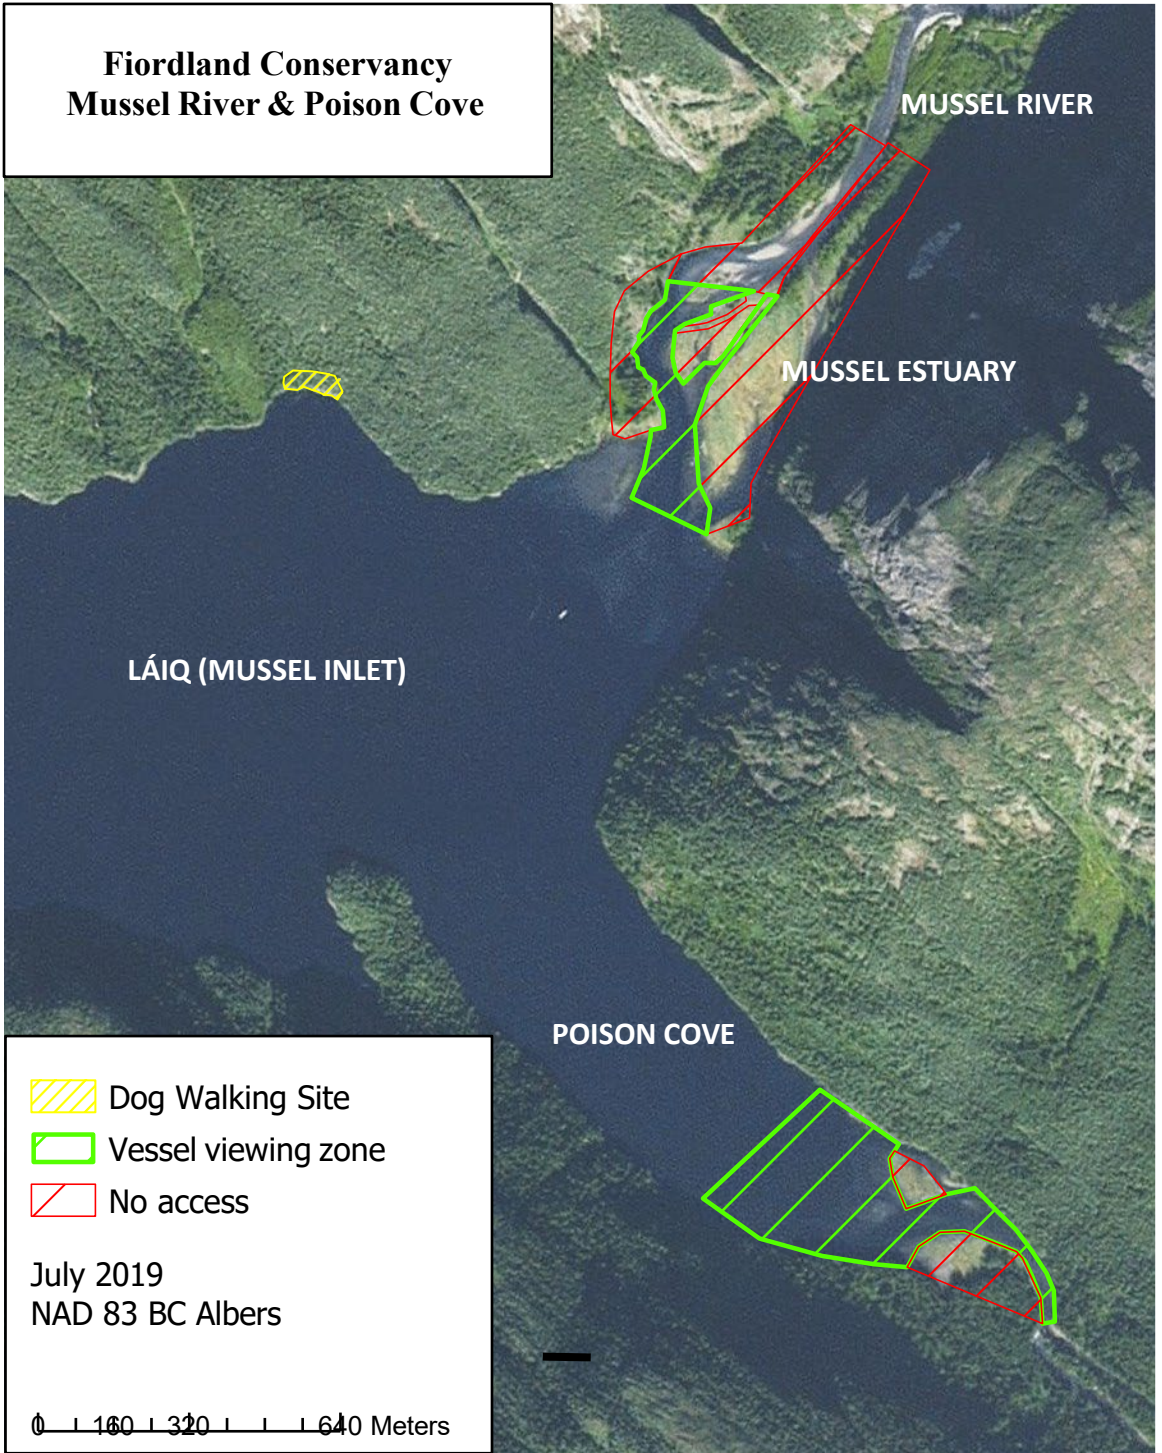 Fiordland Conservancy
Mussel River & Poison Cove
MUSSEL RIVER
MUSSEL ESTUARY
LÁIQ (MUSSEL INLET)
POISON COVE
Dog Walking Site
Vessel viewing zone
No access
July 2019
NAD 83 BC Albers
0 160 320 640 Meters